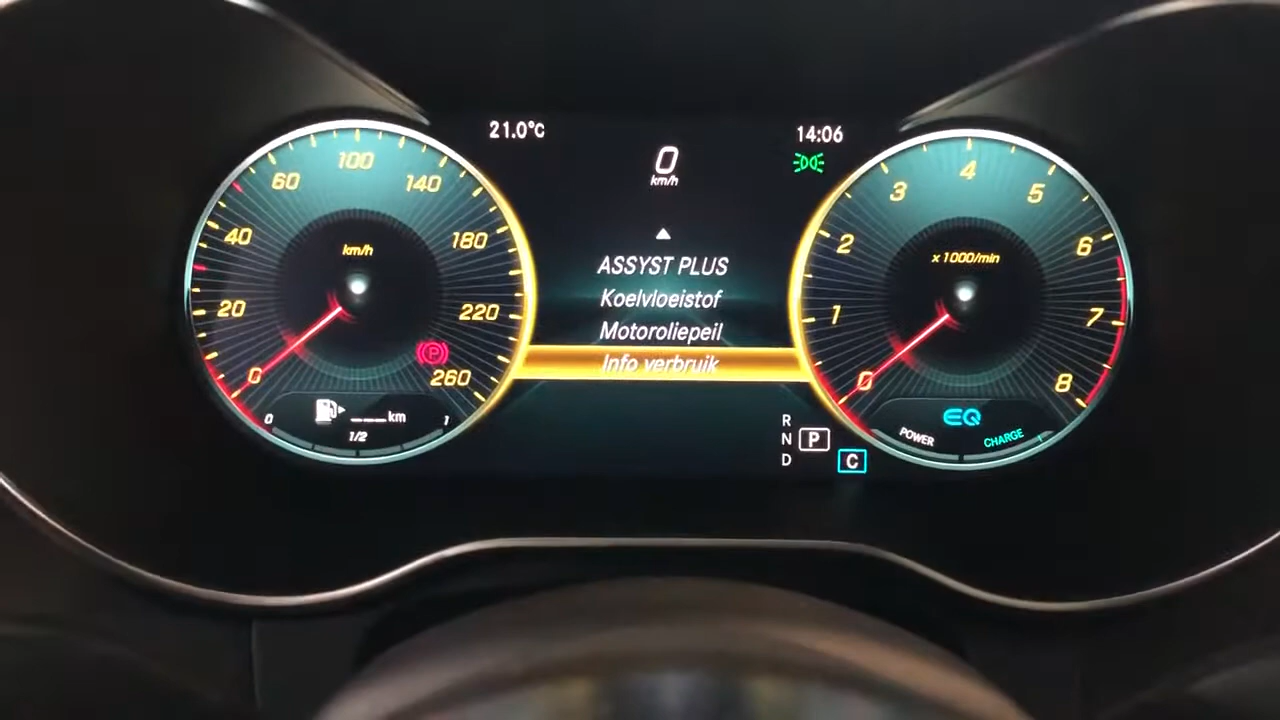 21.0°C
14:06
0
km/h
ASSYST PLUS
Koelvloeistof
Motoroliepeil
Info verbruik
0
20
40
60
100
140
180
220
260
km/h
P
___km
0
1/2
1
0
1
2
3
4
5
6
7
8
x1000/min
EQ
POWER
CHARGE
R
N P
D
C